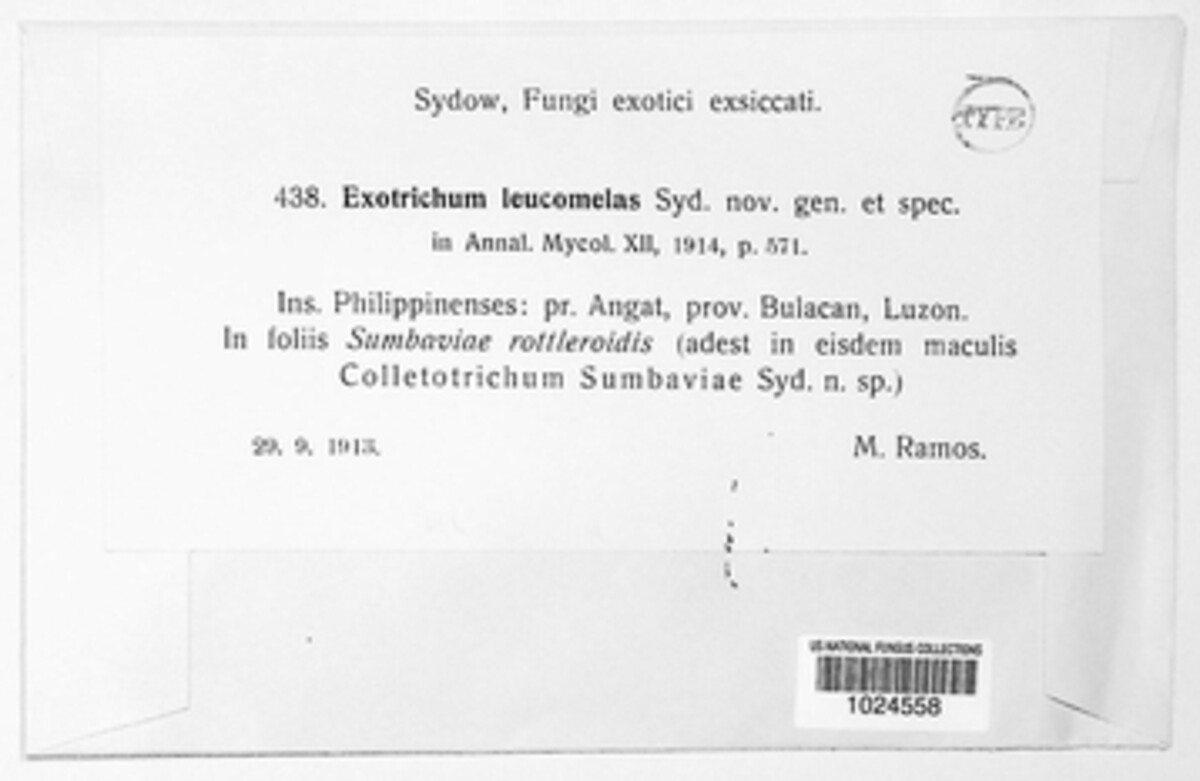 Sydow, Fungi exotici exsiccati.
438. Exotrichum leucomelas Syd. nov. gen. et spec.
in Annal. Mycol. XII, 1914, p. 571.
Ins. Philippinenses: pr. Angat, prov. Bulacan, Luzon.
In foliis Sumbaviae rottleroidis (adest in eisdem maculis
Colletotrichum Sumbaviae Syd. n. sp.)
29. 9. 1913.
M. Ramos.
US NATIONAL FUNGUS COLLECTIONS
1024558